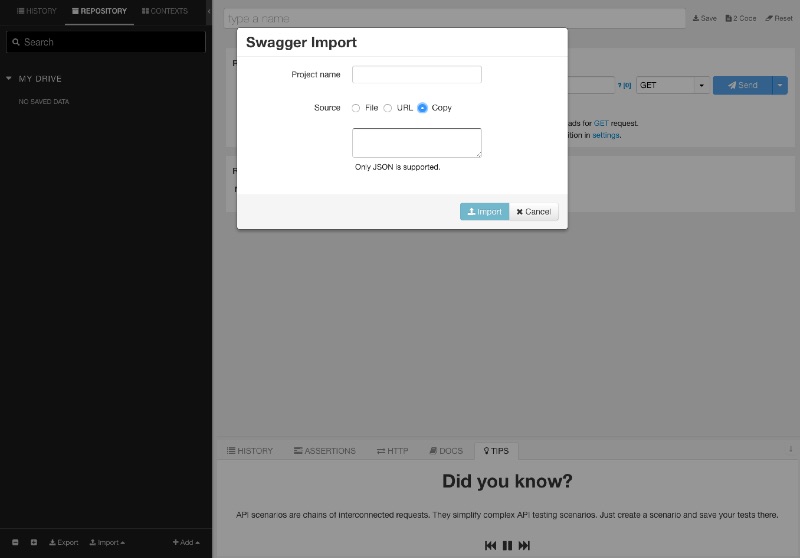 HISTORY REPOSITORY CONTEXTS
Search
MY DRIVE
NO SAVED DATA
type a name
Save 2 Code Reset
Swagger Import
Project name
Source File URL Copy
Only JSON is supported.
Import Cancel
? [0] GET Send
ads for GET request.
ition in settings.
HISTORY ASSERTIONS HTTP DOCS TIPS
Did you know?
API scenarios are chains of interconnected requests. They simplify complex API testing scenarios. Just create a scenario and save your tests there.
Export Import Add